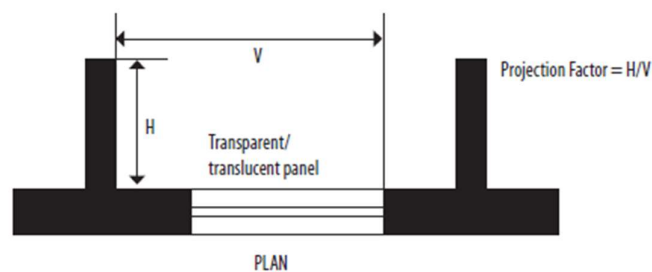 V
Projection Factor = H/V
H
Transparent/
translucent panel
PLAN